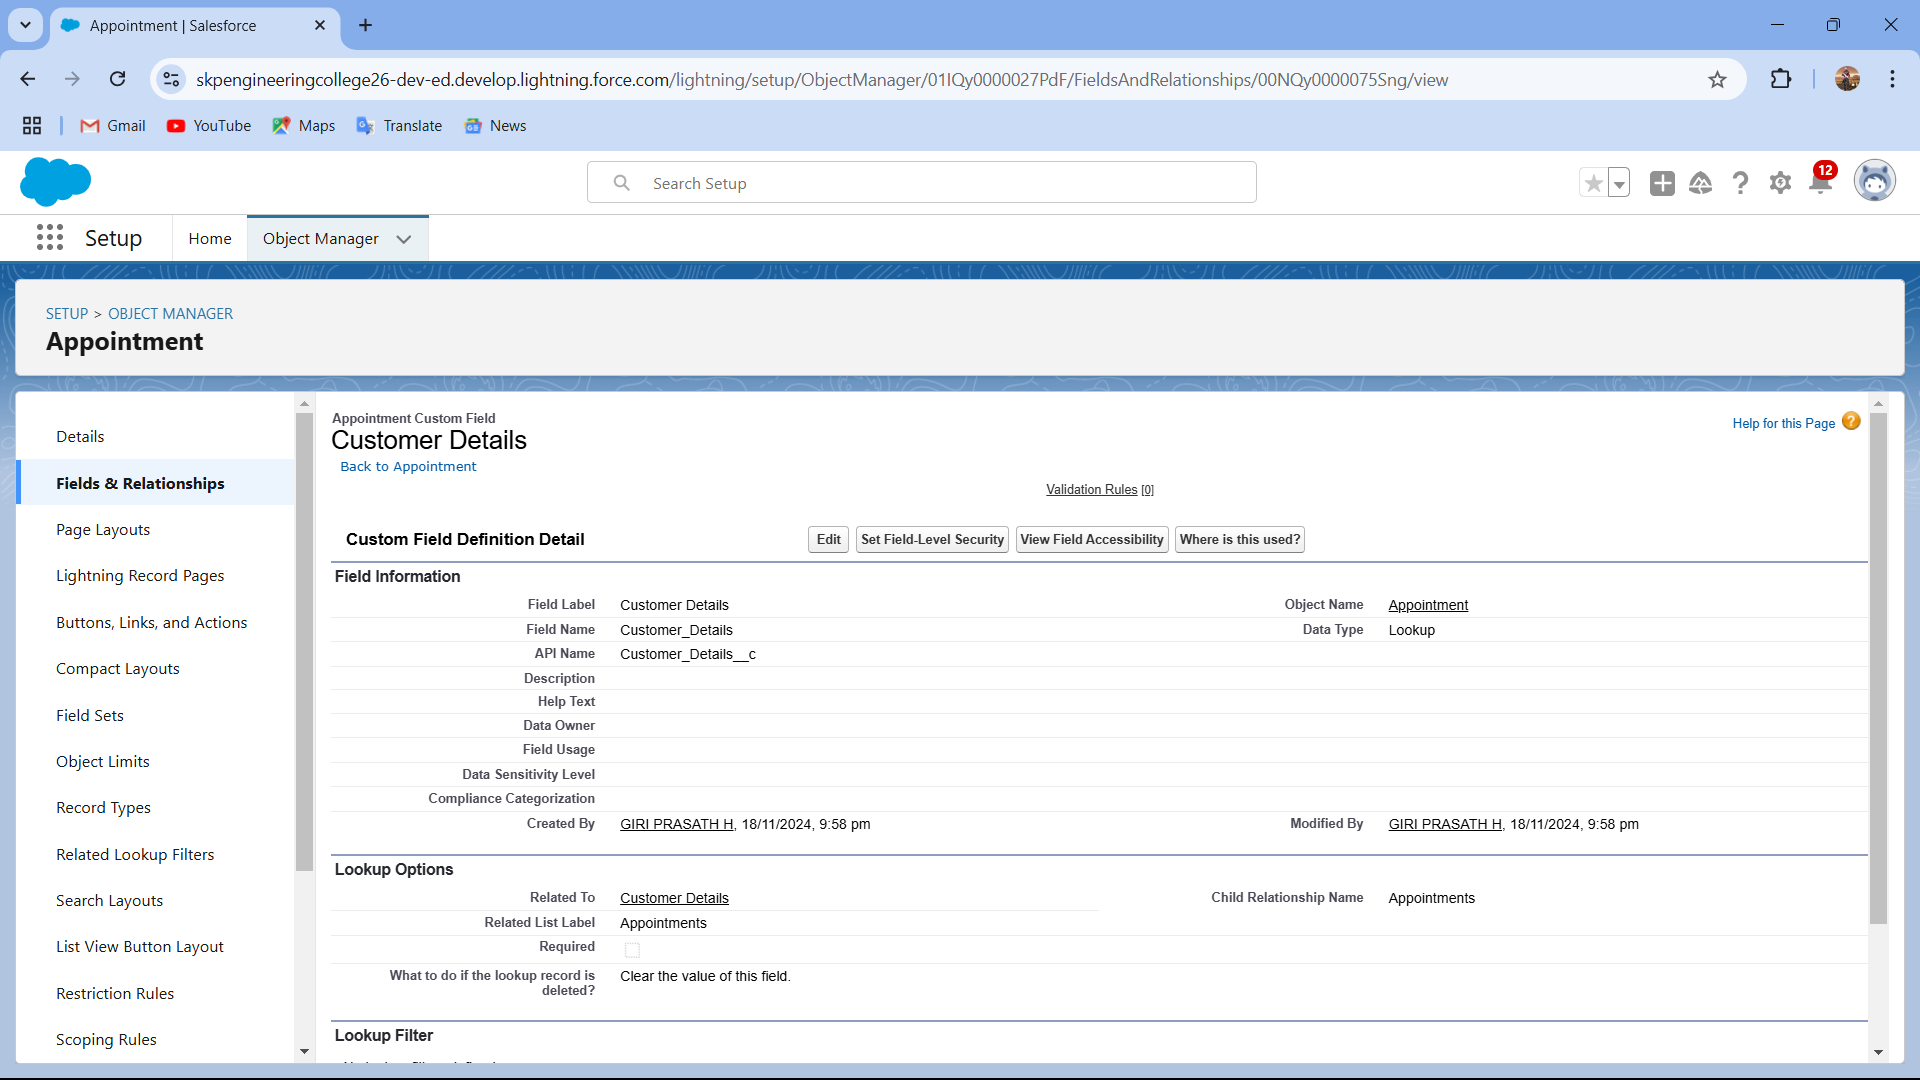 Appointment | Salesforce
skpengineeringcollege26-dev-ed.develop.lightning.force.com/lightning/setup/ObjectManager/01IQy0000027PdF/FieldsAndRelationships/00NQy0000075Sng/view
Gmail YouTube Maps Translate News
Search Setup
12
Setup Home Object Manager
SETUP > OBJECT MANAGER
Appointment
Details
Fields & Relationships
Page Layouts
Lightning Record Pages
Buttons, Links, and Actions
Compact Layouts
Field Sets
Object Limits
Record Types
Related Lookup Filters
Search Layouts
List View Button Layout
Restriction Rules
Scoping Rules
Appointment Custom Field
Customer Details
Back to Appointment
Help for this Page ?
Validation Rules [0]
Custom Field Definition Detail Edit Set Field-Level Security View Field Accessibility Where is this used?
Field Information
Field Label Customer Details Object Name Appointment
Field Name Customer_Details Data Type Lookup
API Name Customer_Details__c
Description
Help Text
Data Owner
Field Usage
Data Sensitivity Level
Compliance Categorization
Created By GIRI PRASATH H, 18/11/2024, 9:58 pm Modified By GIRI PRASATH H, 18/11/2024, 9:58 pm
Lookup Options
Related To Customer Details Child Relationship Name Appointments
Related List Label Appointments
Required
What to do if the lookup record is deleted? Clear the value of this field.
Lookup Filter